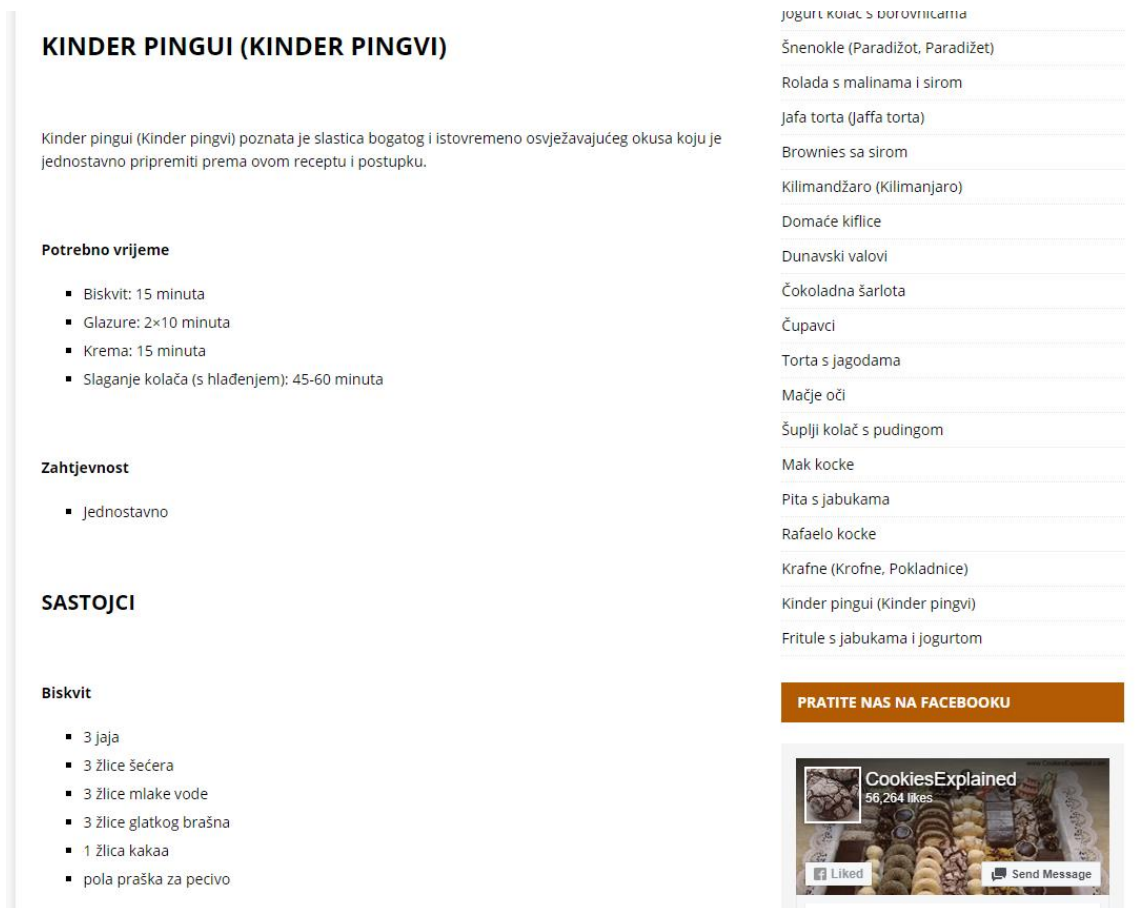 KINDER PINGUI (KINDER PINGVI)
Kinder pingui (Kinder pingvi) poznata je slastica bogatog i istovremeno osvježavajućeg okusa koju je
jednostavno pripremiti prema ovom receptu i postupku.
Potrebno vrijeme
Biskvit: 15 minuta
Glazure: 2×10 minuta
Krema: 15 minuta
Slaganje kolača (s hlađenjem): 45-60 minuta
Zahtjevnost
Jednostavno
SASTOJCI
Biskvit
3 jaja
3 žlice šećera
3 žlice mlake vode
3 žlice glatkog brašna
1 žlica kakaa
pola praška za pecivo
Jogurt kolač s borovnicama
Šnenokle (Paradižot, Paradižet)
Rolada s malinama i sirom
Jafa torta (Jaffa torta)
Brownies sa sirom
Kilimandžaro (Kilimanjaro)
Domaće kiflice
Dunavski valovi
Čokoladna šarlota
Čupavci
Torta s jagodama
Mačje oči
Šuplji kolač s pudingom
Mak kocke
Pita s jabukama
Rafaelo kocke
Krafne (Krofne, Pokladnice)
Kinder pingui (Kinder pingvi)
Fritule s jabukama i jogurtom
PRATITE NAS NA FACEBOOKU
www.CookiesExplained.com
CookiesExplained
56,264 likes
Liked
Send Message